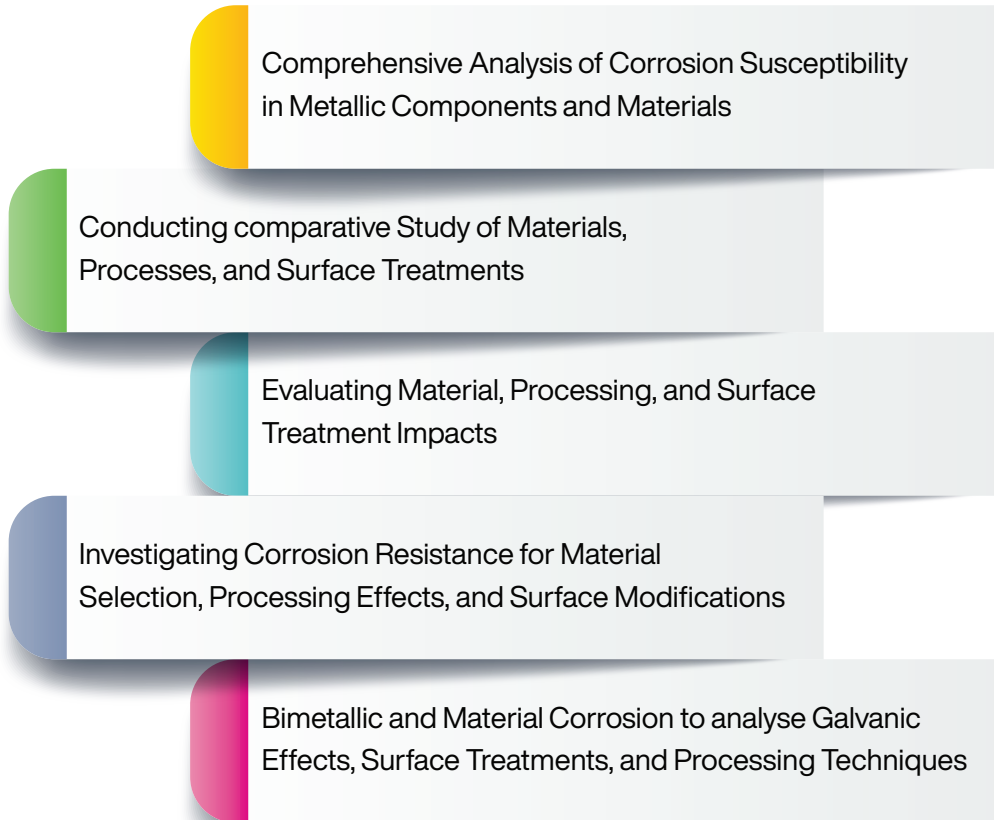 Comprehensive Analysis of Corrosion Susceptibility
in Metallic Components and Materials
Conducting comparative Study of Materials,
Processes, and Surface Treatments
Evaluating Material, Processing, and Surface
Treatment Impacts
Investigating Corrosion Resistance for Material
Selection, Processing Effects, and Surface Modifications
Bimetallic and Material Corrosion to analyse Galvanic
Effects, Surface Treatments, and Processing Techniques